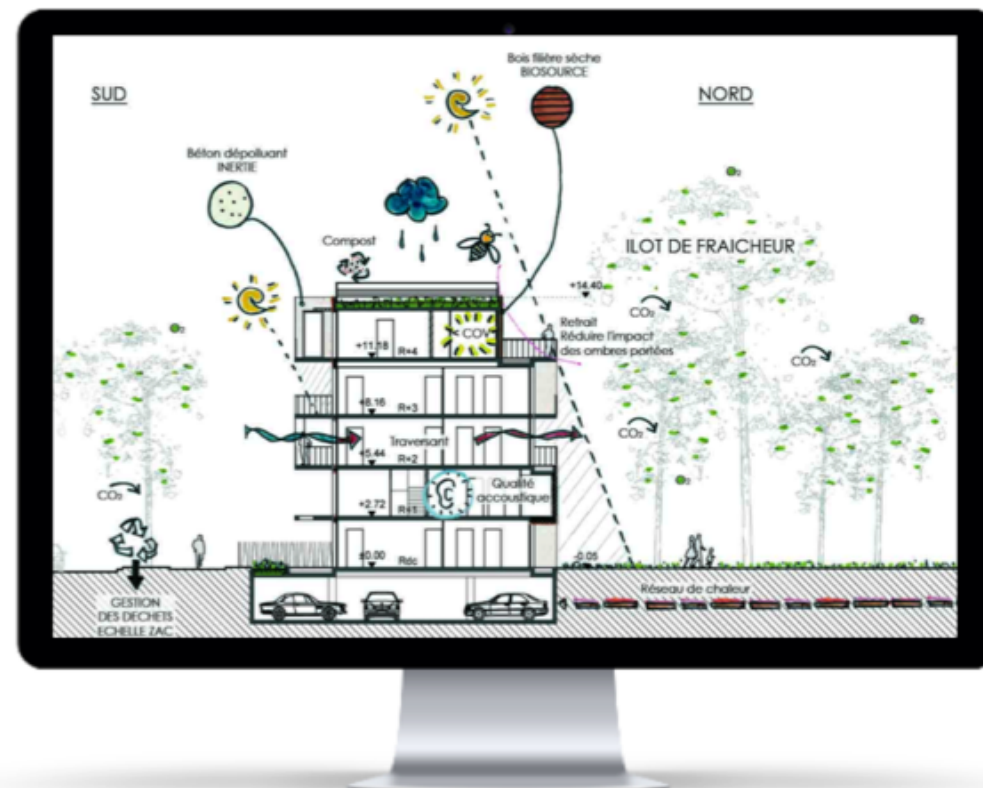 Bois filière sèche
BIOSOURCE
SUD
NORD
Béton dépolluant
INERTIE
Compost
ILOT DE FRAICHEUR
+14.40
CO₂
Retrait
Réduire l'impact
des ombres portées
COV
+11.18
R+4
CO₂
+8.16
R+3
CO₂
Traversant
+5.44
R+2
Qualité
accoustique
CO₂
+2.72
R+1
±0.00
Rdc
-0.05
Réseau de chaleur
GESTION
DES DECHETS
ECHELLE ZAC